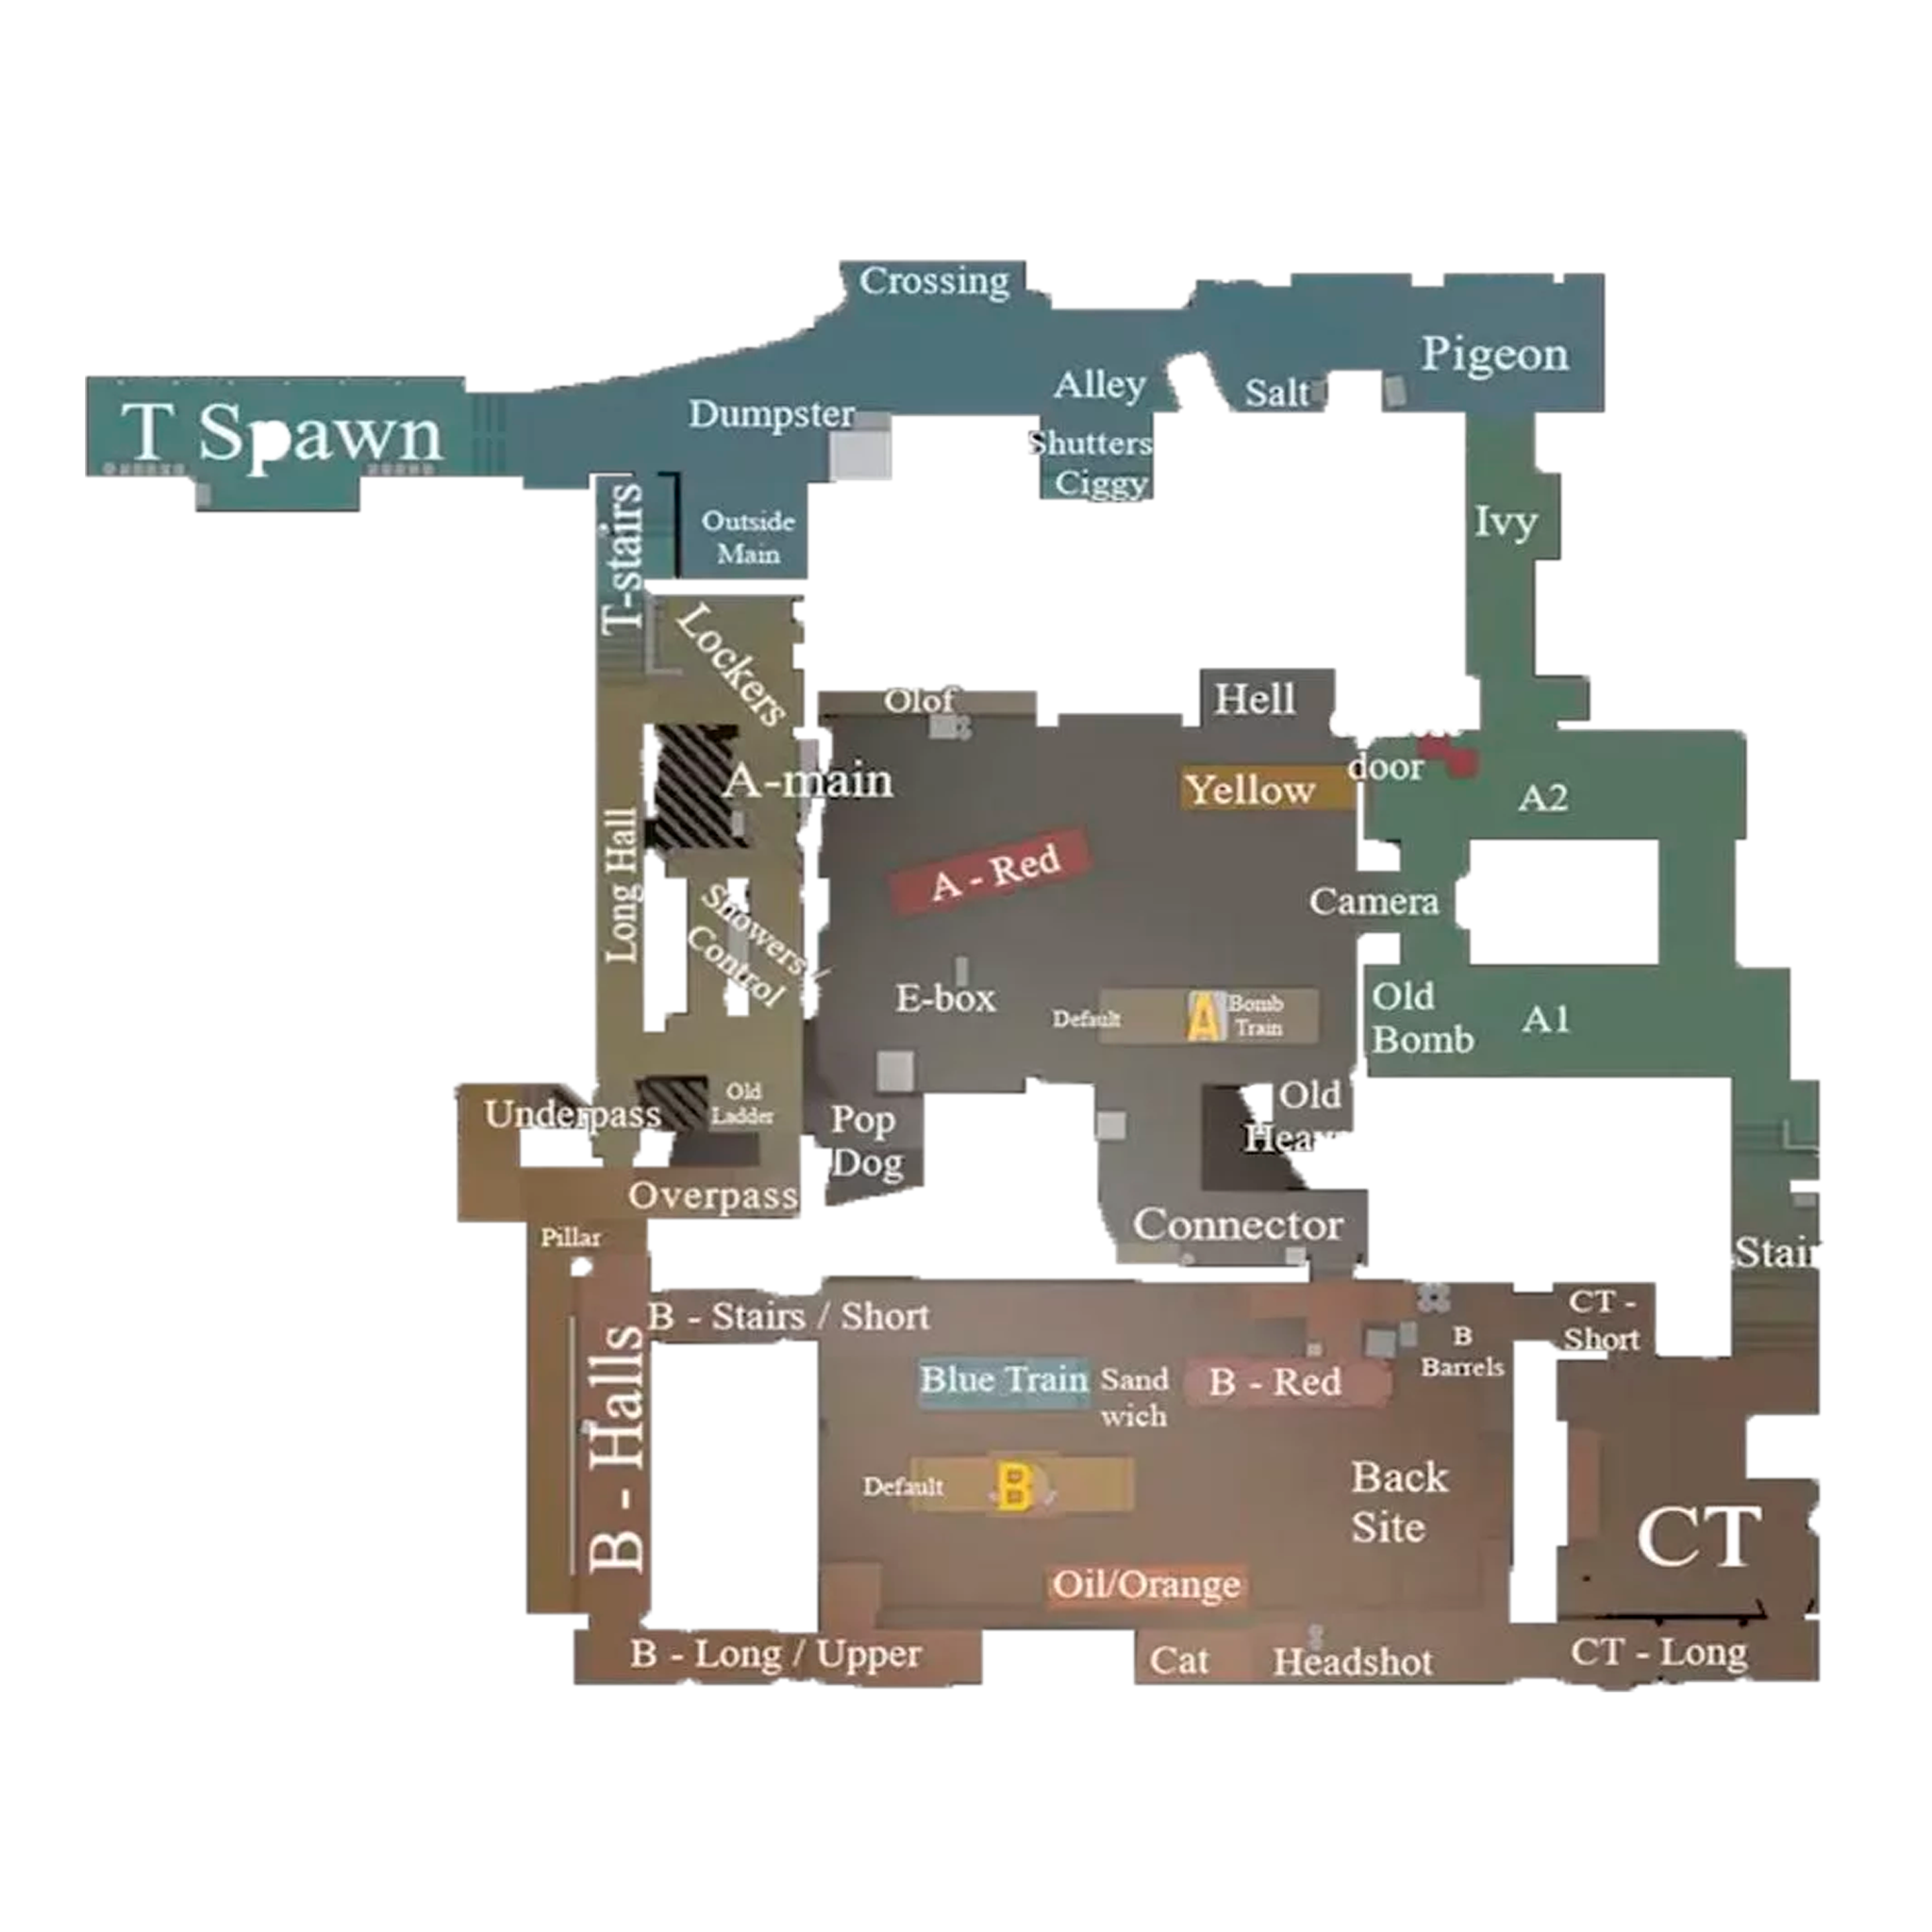 Crossing
Pigeon
Alley
Salt
Dumpster
T Spawn
Shutters
Ciggy
T-stairs
Outside
Main
Ivy
Lockers
Olof
Hell
door
A-main
Yellow
A2
Long Hall
A - Red
Camera
Showers /
Control
E-box
Default
A
Bomb
Train
Old
Bomb
A1
Underpass
Old
Ladder
Pop
Dog
Old
Overpass
Connector
Pillar
Stair
B - Stairs / Short
CT -
Short
B
Barrels
B - Halls
Blue Train
Sand
wich
B - Red
Default
B
Back
Site
CT
Oil/Orange
B - Long / Upper
Cat
Headshot
CT - Long